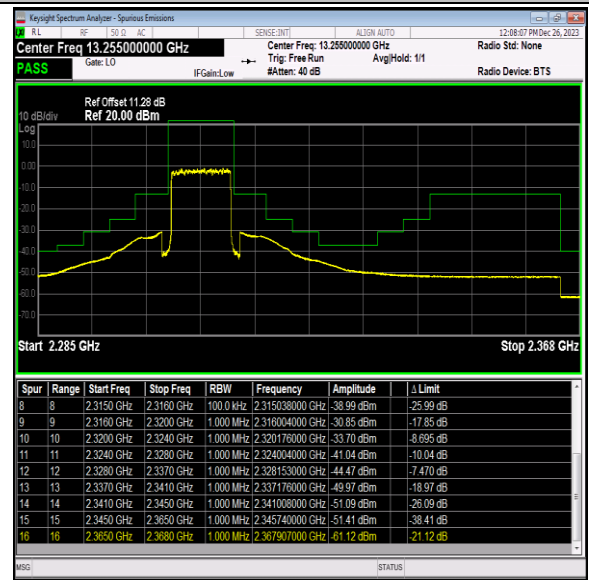 Keysight Spectrum Analyzer - Spurious Emissions
RL RF 50 Ω AC SENSE:INT ALIGN AUTO 12:08:07 PM Dec 26, 2023
Center Freq 13.255000000 GHz Center Freq: 13.255000000 GHz Radio Std: None
Gate: LO Trig: Free Run Avg|Hold: 1/1
PASS IFGain:Low #Atten: 40 dB Radio Device: BTS
Ref Offset 11.28 dB
10 dB/div Ref 20.00 dBm
Log
10.0
0.00
-10.0
-20.0
-30.0
-40.0
-50.0
-60.0
-70.0
Start 2.285 GHz Stop 2.368 GHz
Spur Range Start Freq Stop Freq RBW Frequency Amplitude Δ Limit
8 8 2.3150 GHz 2.3160 GHz 100.0 kHz 2.315038000 GHz -38.99 dBm -25.99 dB
9 9 2.3160 GHz 2.3200 GHz 1.000 MHz 2.316004000 GHz -30.85 dBm -17.85 dB
10 10 2.3200 GHz 2.3240 GHz 1.000 MHz 2.320176000 GHz -33.70 dBm -8.695 dB
11 11 2.3240 GHz 2.3280 GHz 1.000 MHz 2.324004000 GHz -41.04 dBm -10.04 dB
12 12 2.3280 GHz 2.3370 GHz 1.000 MHz 2.328153000 GHz -44.47 dBm -7.470 dB
13 13 2.3370 GHz 2.3410 GHz 1.000 MHz 2.337176000 GHz -49.97 dBm -18.97 dB
14 14 2.3410 GHz 2.3450 GHz 1.000 MHz 2.341008000 GHz -51.09 dBm -26.09 dB
15 15 2.3450 GHz 2.3650 GHz 1.000 MHz 2.345740000 GHz -51.41 dBm -38.41 dB
16 16 2.3650 GHz 2.3680 GHz 1.000 MHz 2.367907000 GHz -61.12 dBm -21.12 dB
MSG STATUS